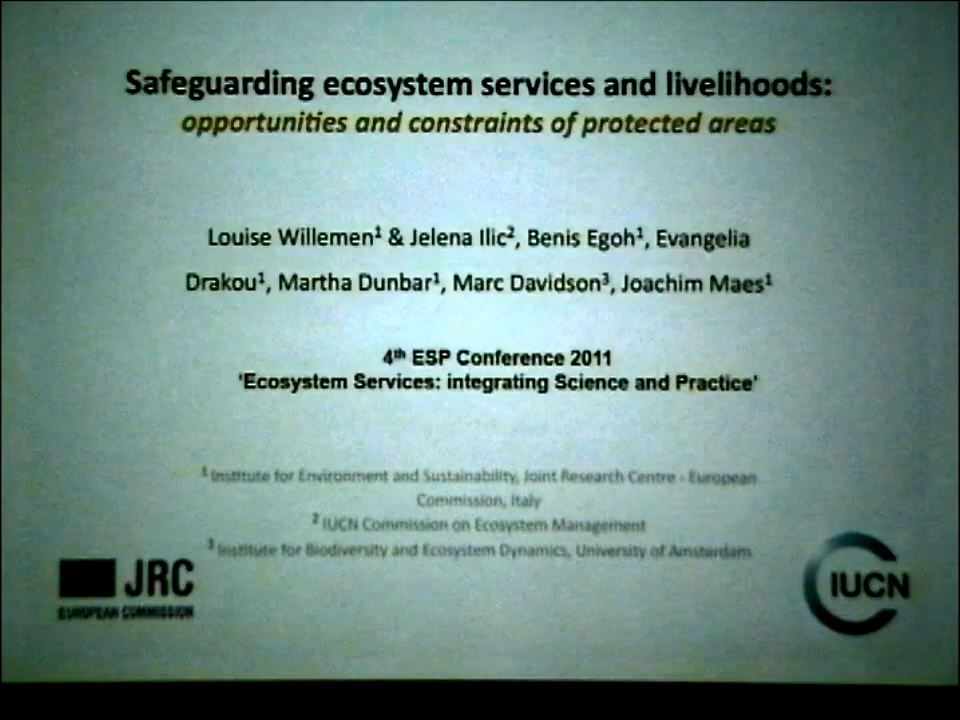 Safeguarding ecosystem services and livelihoods:
opportunities and constraints of protected areas
Louise Willemen¹ & Jelena Ilic², Benis Egoh¹, Evangelia
Drakou¹, Martha Dunbar¹, Marc Davidson³, Joachim Maes¹
4th ESP Conference 2011
'Ecosystem Services: integrating Science and Practice'
¹ Institute for Environment and Sustainability, Joint Research Centre - European
Commission, Italy
² IUCN Commission on Ecosystem Management
³ Institute for Biodiversity and Ecosystem Dynamics, University of Amsterdam
JRC
EUROPEAN COMMISSION
IUCN